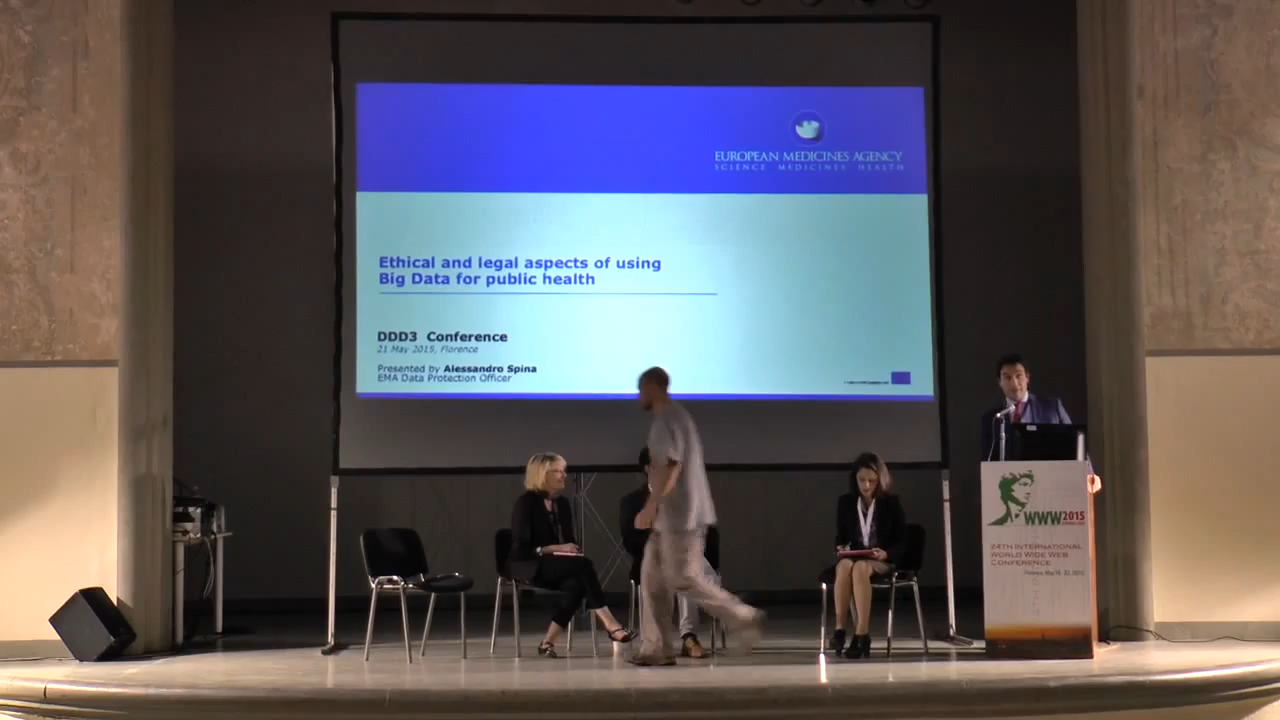 EUROPEAN MEDICINES AGENCY
SCIENCE MEDICINES HEALTH
Ethical and legal aspects of using
Big Data for public health
DDD3 Conference
21 May 2015, Florence
Presented by Alessandro Spina
EMA Data Protection Officer
WWW2015
24TH INTERNATIONAL
WORLD WIDE WEB
CONFERENCE